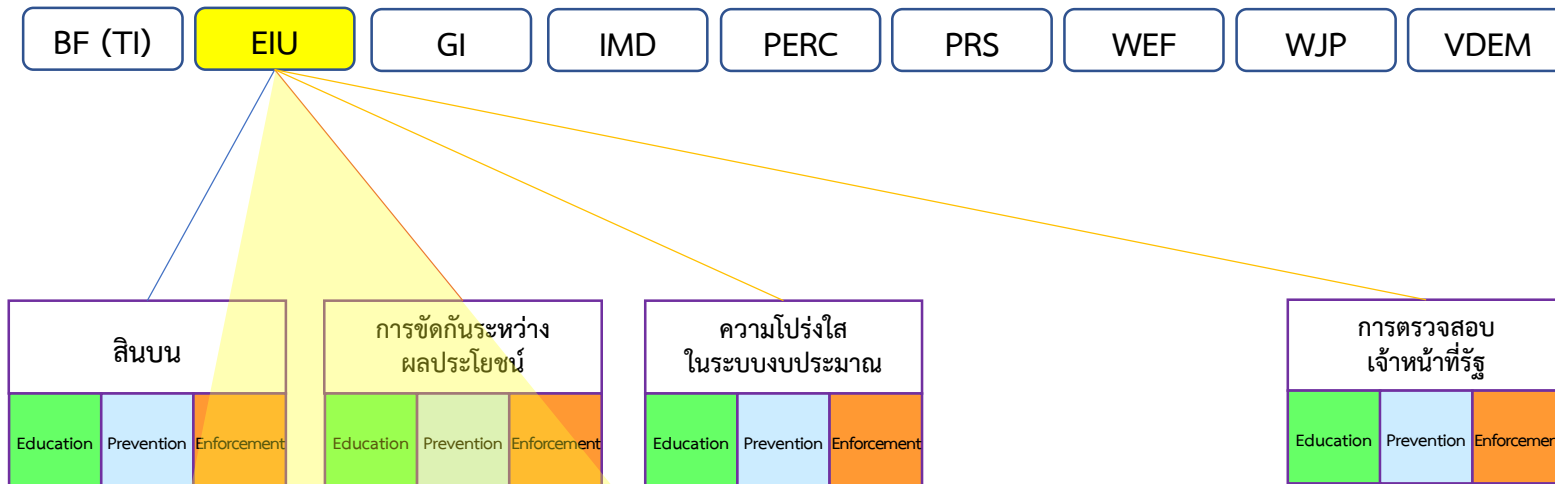 BF (TI) EIU GI IMD PERC PRS WEF WJP VDEM
สินบน
การขัดกันระหว่าง
ผลประโยชน์
ความโปร่งใส
ในระบบงบประมาณ
การตรวจสอบ
เจ้าหน้าที่รัฐ
Education Prevention Enforcement
Education Prevention Enforcement
Education Prevention Enforcement
Education Prevention Enforcemen